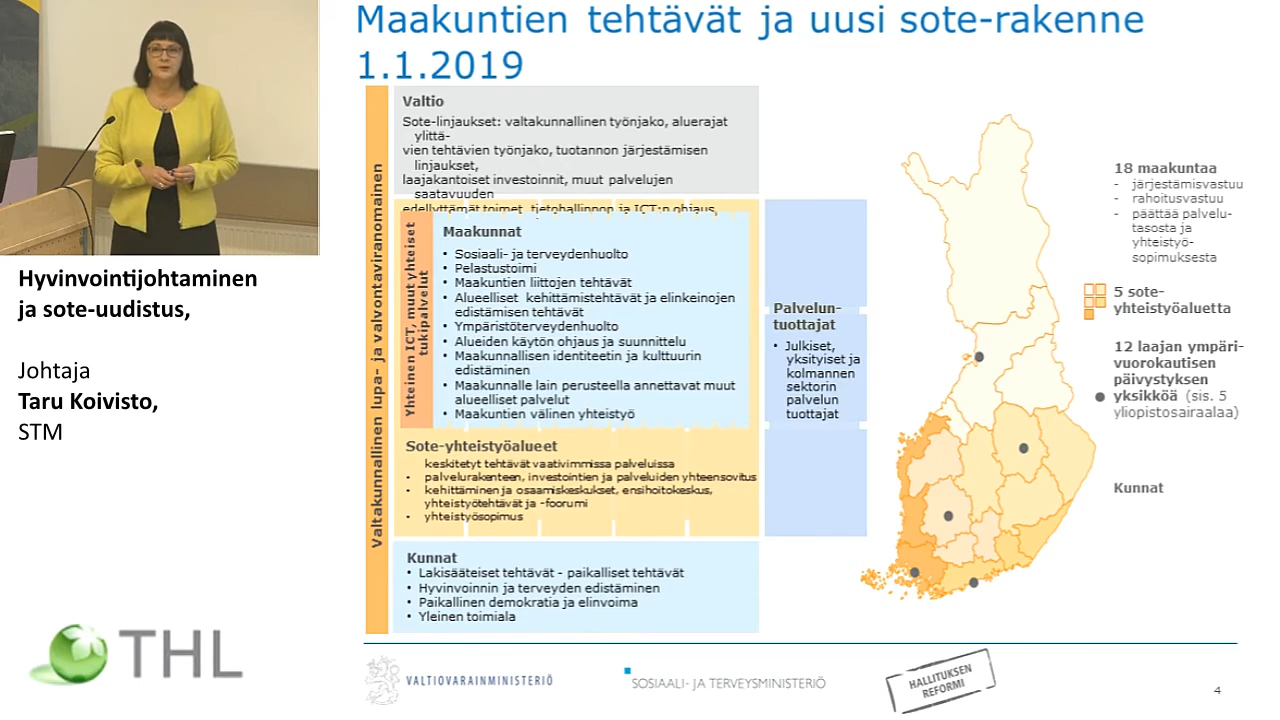 Maakuntien tehtävät ja uusi sote-rakenne
1.1.2019
Hyvinvointijohtaminen
ja sote-uudistus,
Johtaja
Taru Koivisto,
STM
THL
Valtakunnallinen lupa- ja valvontaviranomainen
Valtio
Sote-linjaukset: valtakunnallinen työnjako, aluerajat
ylittä-
vien tehtävien työnjako, tuotannon järjestämisen
linjaukset,
laajakantoiset investoinnit, muut palvelujen
saatavuuden
edellyttämät toimet, tietohallinnon ja ICT:n ohjaus,
Yhteinen ICT, muut yhteiset
tukipalvelut
Maakunnat
• Sosiaali- ja terveydenhuolto
• Pelastustoimi
• Maakuntien liittojen tehtävät
• Alueelliset kehittämistehtävät ja elinkeinojen
edistämisen tehtävät
• Ympäristöterveydenhuolto
• Alueiden käytön ohjaus ja suunnittelu
• Maakunnallisen identiteetin ja kulttuurin
edistäminen
• Maakunnalle lain perusteella annettavat muut
alueelliset palvelut
• Maakuntien välinen yhteistyö
Sote-yhteistyöalueet
keskitetyt tehtävät vaativimmissa palveluissa
• palvelurakenteen, investointien ja palveluiden yhteensovitus
• kehittäminen ja osaamiskeskukset, ensihoitokeskus,
yhteistyötehtävät ja -foorumi
• yhteistyösopimus
Kunnat
• Lakisääteiset tehtävät - paikalliset tehtävät
• Hyvinvoinnin ja terveyden edistäminen
• Paikallinen demokratia ja elinvoima
• Yleinen toimiala
Palvelun-
tuottajat
• Julkiset,
yksityiset ja
kolmannen
sektorin
palvelun
tuottajat
18 maakuntaa
- järjestämisvastuu
- rahoitusvastuu
- päättää palvelu-
tasosta ja
yhteistyö-
sopimuksesta
5 sote-
yhteistyöaluetta
12 laajan ympäri-
vuorokautisen
päivystyksen
yksikköä (sis. 5
yliopistosairaalaa)
Kunnat
VALTIOVARAINMINISTERIÖ
SOSIAALI- JA TERVEYSMINISTERIÖ
HALLITUKSEN
REFORMI
4